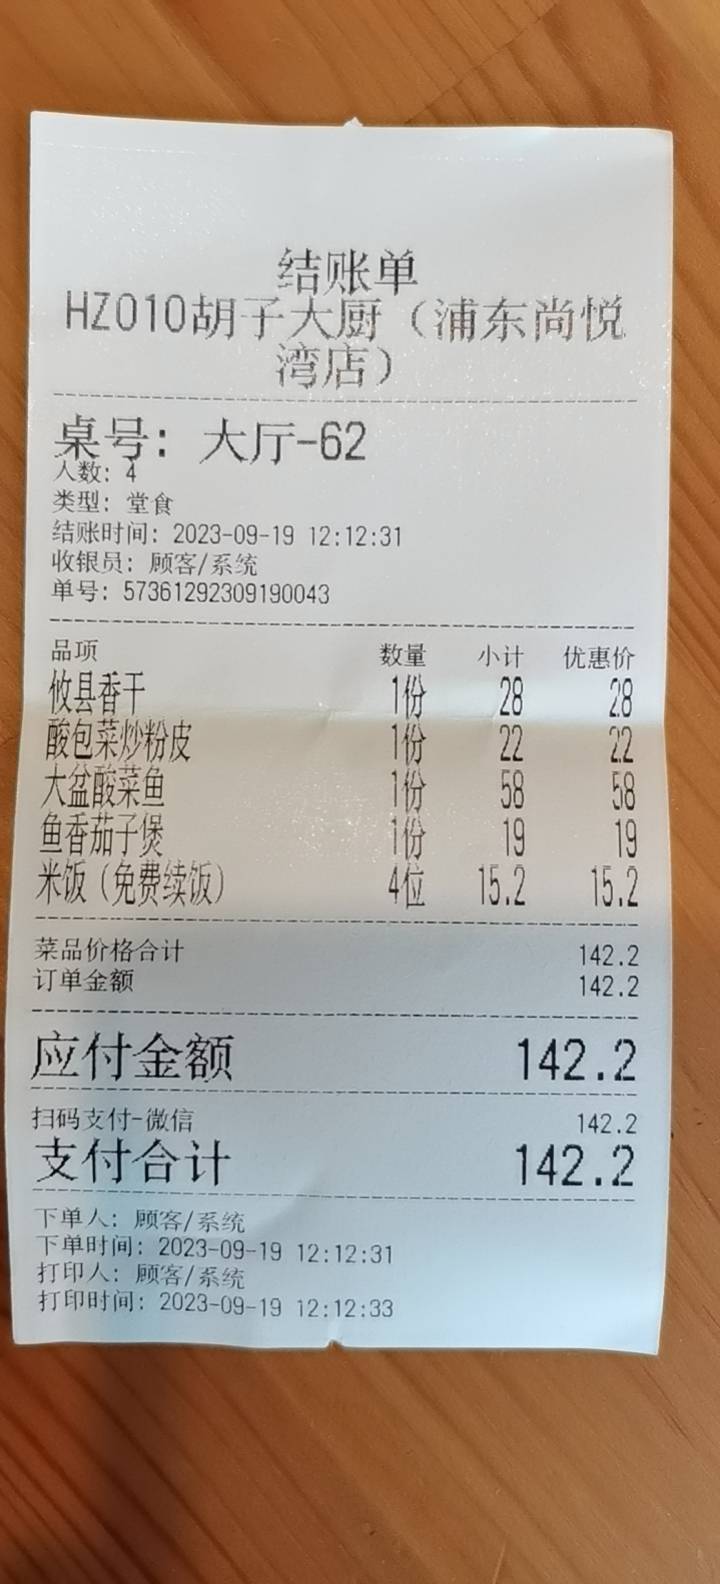 结账单
HZ010胡子大厨（浦东尚悦
湾店）
桌号: 大厅-62
人数: 4
类型: 堂食
结账时间: 2023-09-19 12:12:31
收银员: 顾客/系统
单号: 573612923091900​43
品项 数量 小计 优惠价
攸县香干 1份 28 28
酸包菜炒粉皮 1份 22 22
大盆酸菜鱼 1份 58 58
鱼香茄子煲 1份 19 19
米饭（免费续饭） 4位 15.2 15.2
菜品价格合计 142.2
订单金额 142.2
应付金额 142.2
扫码支付-微信 142.2
支付合计 142.2
下单人: 顾客/系统
下单时间: 2023-09-19 12:12:31
打印人: 顾客/系统
打印时间: 2023-09-19 12:12:33